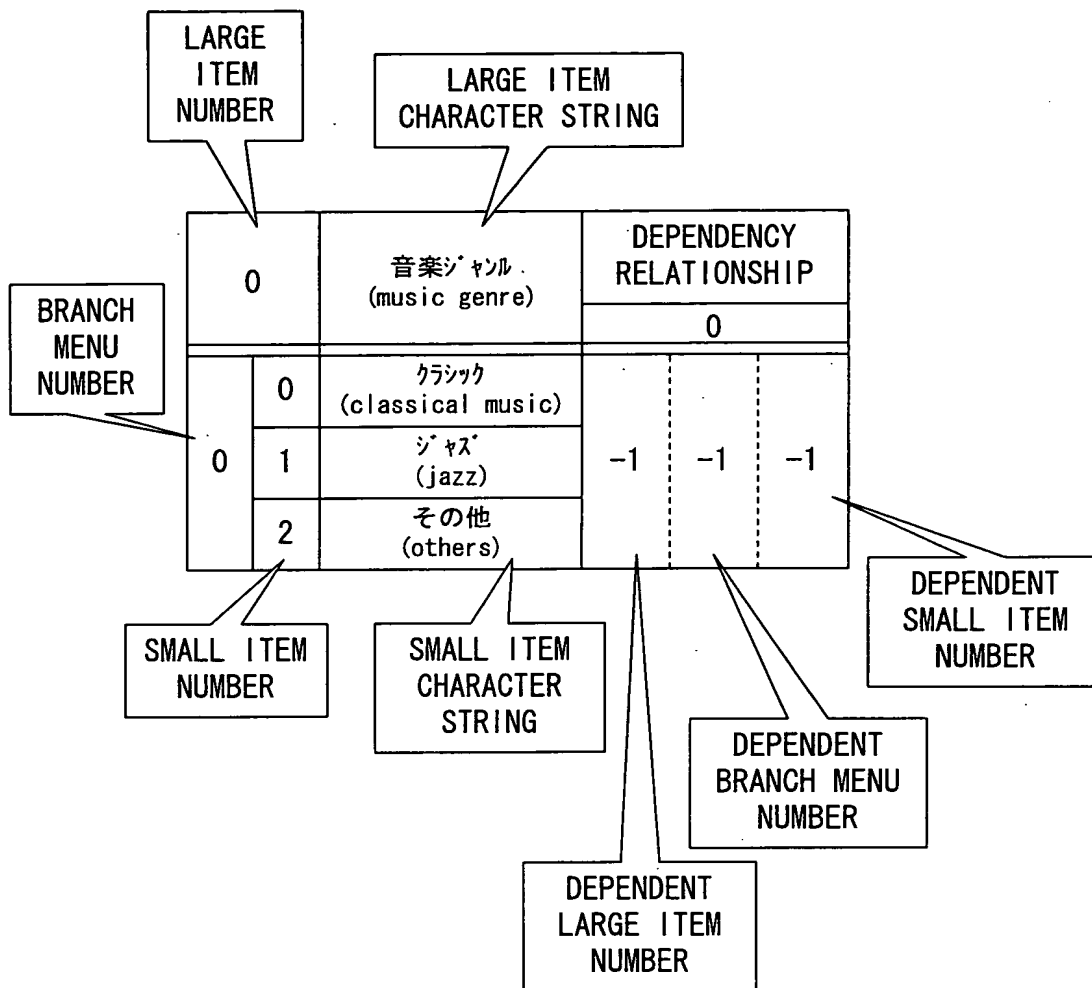 LARGE
ITEM
NUMBER
LARGE ITEM
CHARACTER STRING
0
音楽ジャンル
(music genre)
DEPENDENCY
RELATIONSHIP
0
BRANCH
MENU
NUMBER
0
0
クラシック
(classical music)
1
ジャズ
(jazz)
2
その他
(others)
-1
-1
-1
DEPENDENT
SMALL ITEM
NUMBER
SMALL ITEM
NUMBER
SMALL ITEM
CHARACTER
STRING
DEPENDENT
BRANCH MENU
NUMBER
DEPENDENT
LARGE ITEM
NUMBER